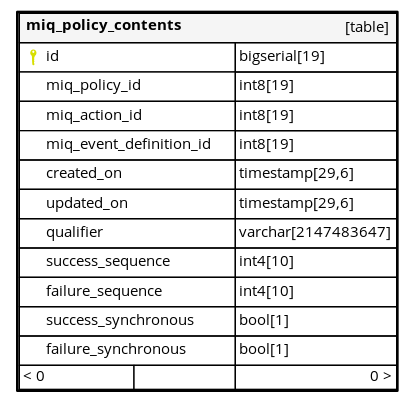 miq_policy_contents [table]
id bigserial[19]
miq_policy_id int8[19]
miq_action_id int8[19]
miq_event_definition_id int8[19]
created_on timestamp[29,6]
updated_on timestamp[29,6]
qualifier varchar[2147483647]
success_sequence int4[10]
failure_sequence int4[10]
success_synchronous bool[1]
failure_synchronous bool[1]
< 0 0 >